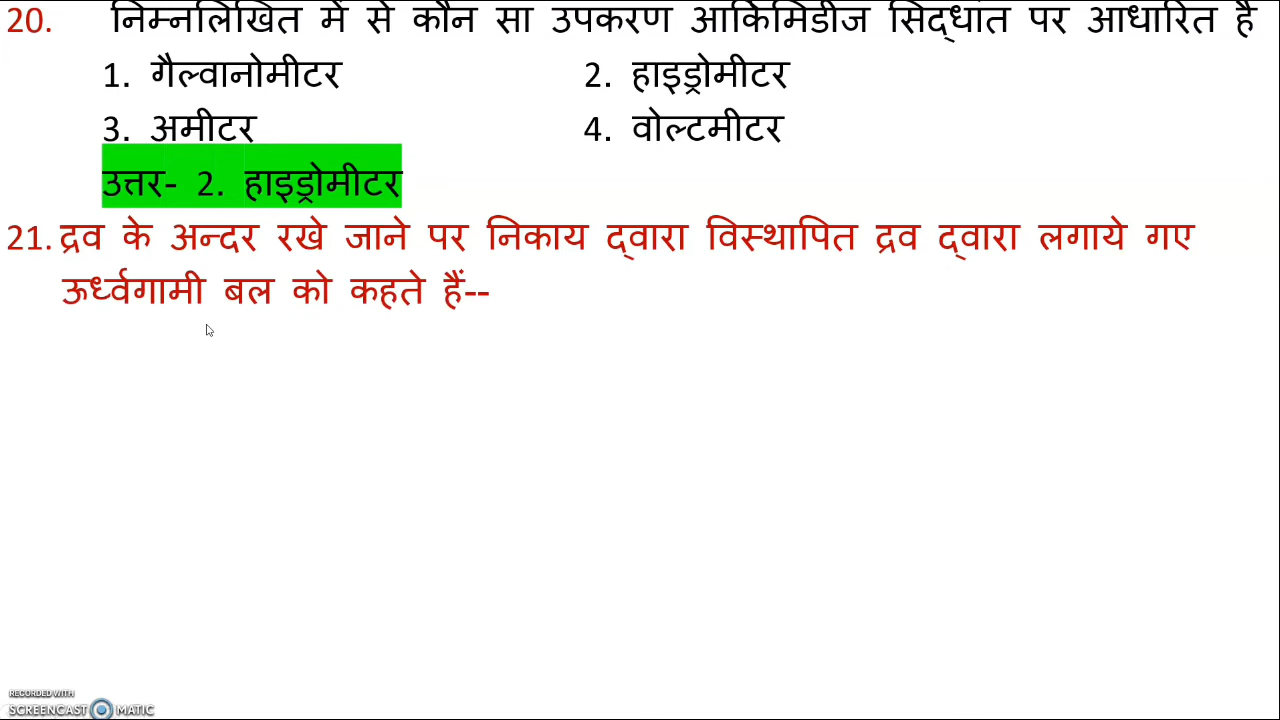 20. निम्नलिखित में से कौन सा उपकरण आर्किमिडीज सिद्धांत पर आधारित है
1. गैल्वानोमीटर 2. हाइड्रोमीटर
3. अमीटर 4. वोल्टमीटर
उत्तर- 2. हाइड्रोमीटर
21. द्रव के अन्दर रखे जाने पर निकाय द्वारा विस्थापित द्रव द्वारा लगाये गए
ऊर्ध्वगामी बल को कहते हैं--
RECORDED WITH
SCREENCAST MATIC